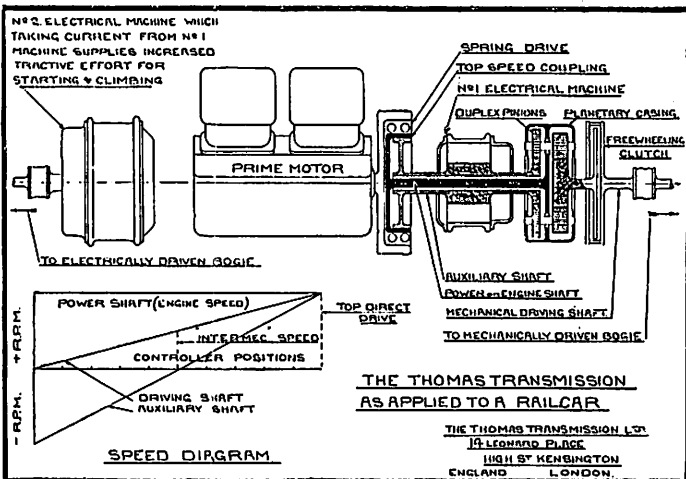 Nº 2. ELECTRICAL MACHINE WHICH
TAKING CURRENT FROM Nº 1
MACHINE SUPPLIES INCREASED
TRACTIVE EFFORT FOR
STARTING & CLIMBING
SPRING DRIVE
TOP SPEED COUPLING
Nº 1 ELECTRICAL MACHINE
DUPLEX PINIONS
PLANETARY CASING
FREEWHEELING
CLUTCH
PRIME MOTOR
TO ELECTRICALLY DRIVEN BOGIE
AUXILIARY SHAFT
POWER OR ENGINE SHAFT
MECHANICAL DRIVING SHAFT
TO MECHANICALLY DRIVEN BOGIE
POWER SHAFT (ENGINE SPEED)
TOP DIRECT
DRIVE
INTERMEC SPEED
CONTROLLER POSITIONS
+ R.P.M.
- R.P.M.
DRIVING SHAFT
AUXILIARY SHAFT
SPEED DIAGRAM
THE THOMAS TRANSMISSION
AS APPLIED TO A RAILCAR
THE THOMAS TRANSMISSION LTD
14 LEONARD PLACE
HIGH ST KENSINGTON
ENGLAND LONDON.